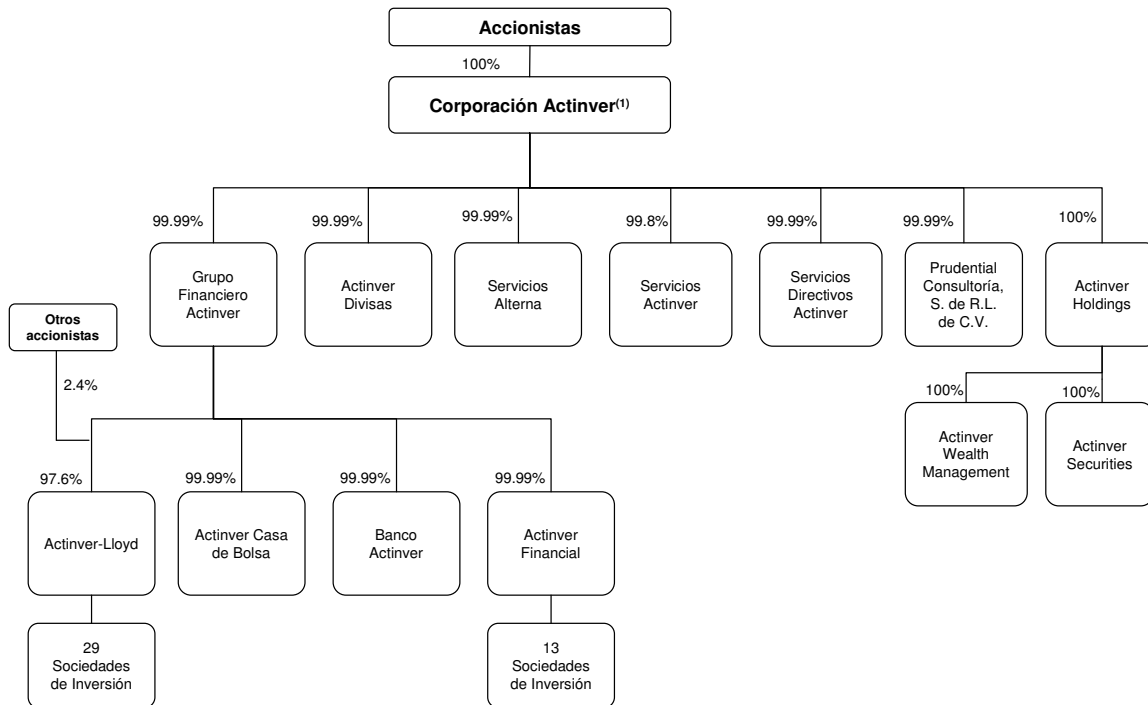 Accionistas
100%
Corporación Actinver(1)
99.99%
99.99%
99.99%
99.8%
99.99%
99.99%
100%
Grupo
Financiero
Actinver
Actinver
Divisas
Servicios
Alterna
Servicios
Actinver
Servicios
Directivos
Actinver
Prudential
Consultoría,
S. de R.L.
de C.V.
Actinver
Holdings
Otros
accionistas
2.4%
100%
100%
Actinver
Wealth
Management
Actinver
Securities
97.6%
99.99%
99.99%
99.99%
Actinver-Lloyd
Actinver Casa
de Bolsa
Banco
Actinver
Actinver
Financial
29
Sociedades
de Inversión
13
Sociedades
de Inversión